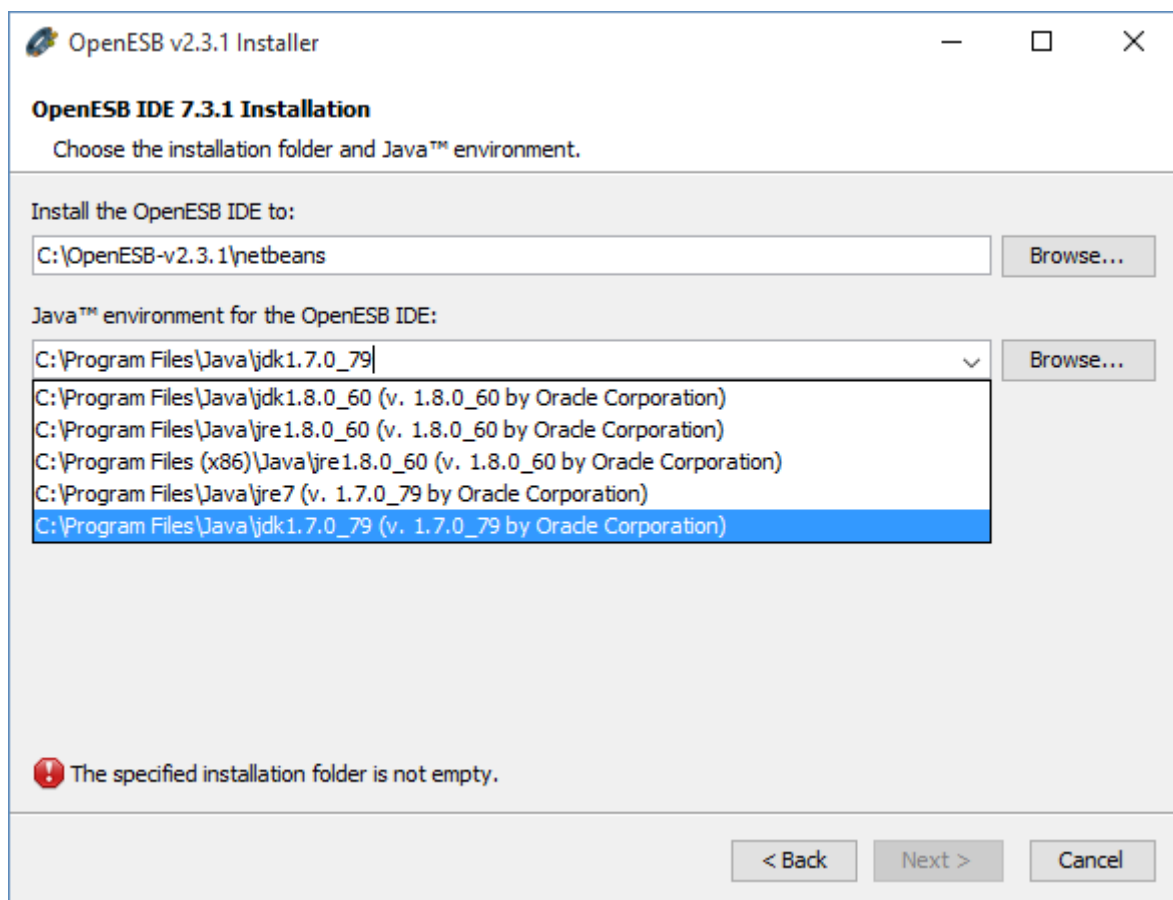 OpenESB v2.3.1 Installer
OpenESB IDE 7.3.1 Installation
Choose the installation folder and Java™ environment.
Install the OpenESB IDE to:
C:\OpenESB-v2.3.1\netbeans
Browse...
Java™ environment for the OpenESB IDE:
C:\Program Files\Java\jdk1.7.0_79
Browse...
C:\Program Files\Java\jdk1.8.0_60 (v. 1.8.0_60 by Oracle Corporation)
C:\Program Files\Java\jre1.8.0_60 (v. 1.8.0_60 by Oracle Corporation)
C:\Program Files (x86)\Java\jre1.8.0_60 (v. 1.8.0_60 by Oracle Corporation)
C:\Program Files\Java\jre7 (v. 1.7.0_79 by Oracle Corporation)
C:\Program Files\Java\jdk1.7.0_79 (v. 1.7.0_79 by Oracle Corporation)
The specified installation folder is not empty.
< Back
Next >
Cancel